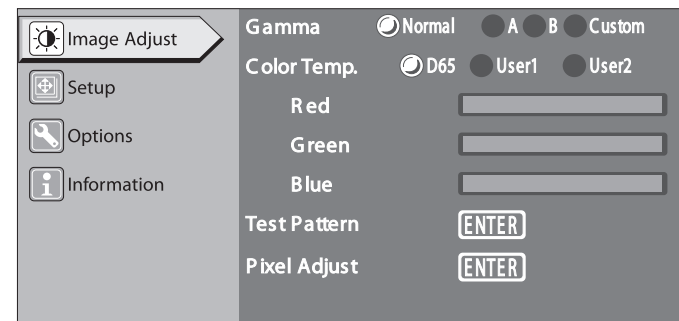 Image Adjust
Setup
Options
Information
Gamma Normal A B Custom
Color Temp. D65 User1 User2
Red
Green
Blue
Test Pattern ENTER
Pixel Adjust ENTER